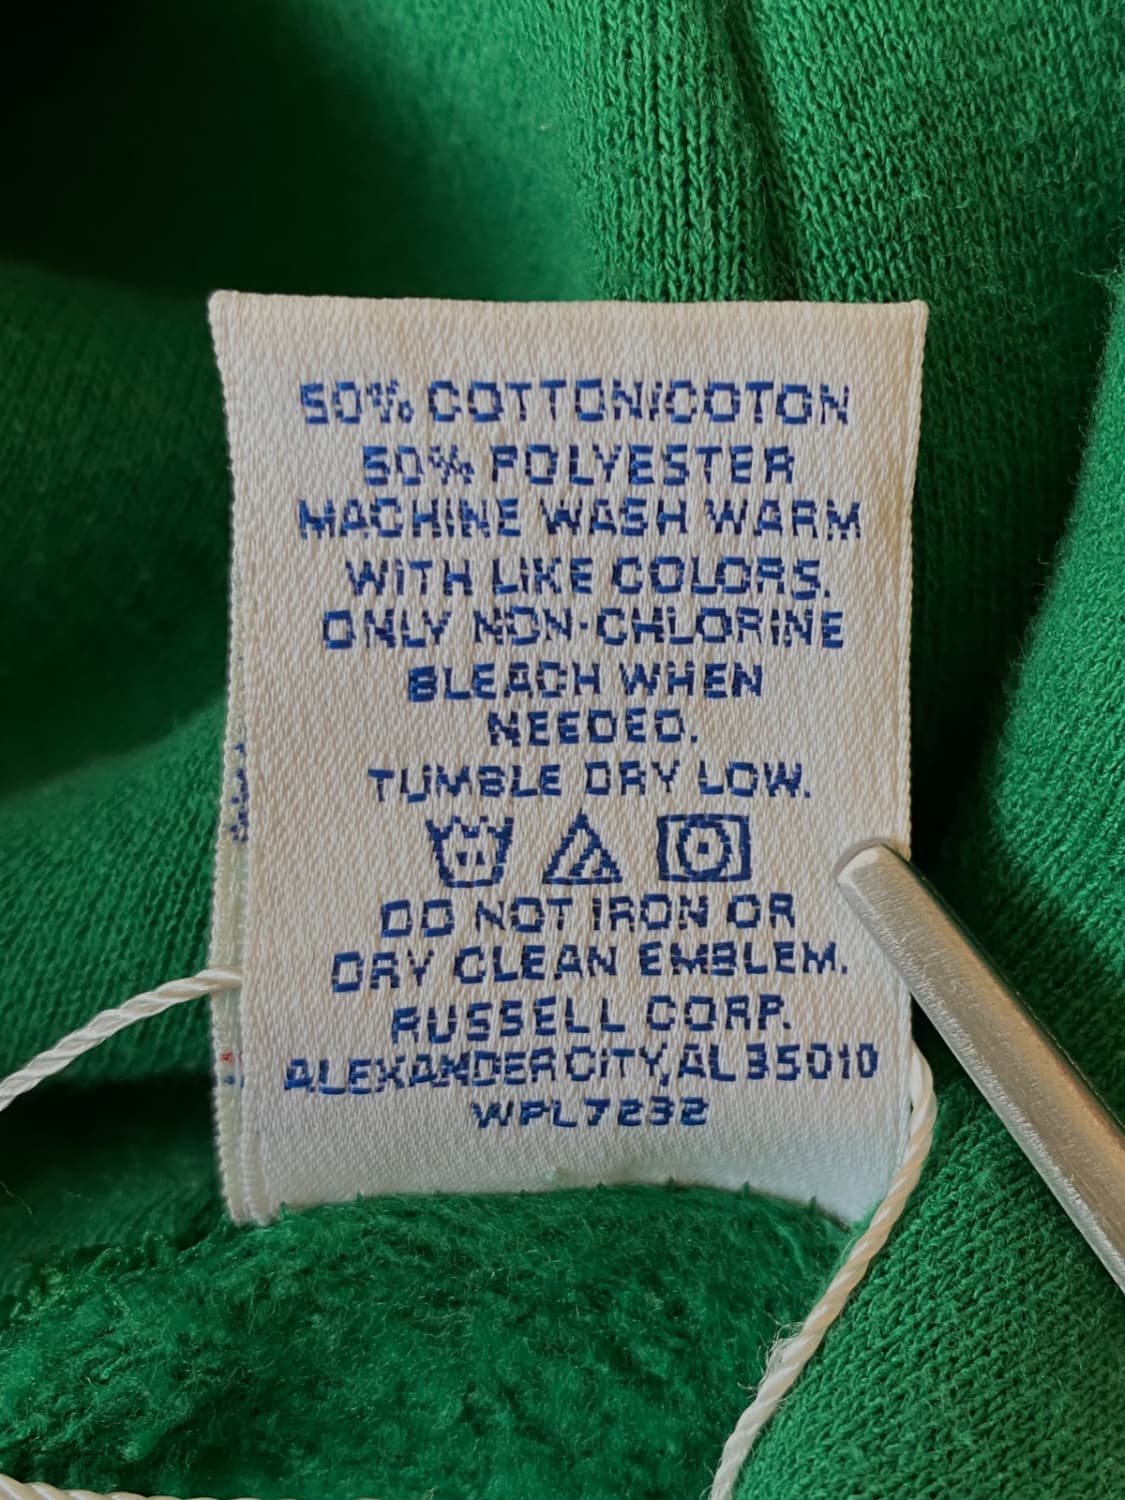 50% COTTON/COTON
50% POLYESTER
MACHINE WASH WARM
WITH LIKE COLORS.
ONLY NON-CHLORINE
BLEACH WHEN
NEEDED.
TUMBLE DRY LOW.
DO NOT IRON OR
DRY CLEAN EMBLEM.
RUSSELL CORP.
ALEXANDER CITY, AL 35010
WPL7232